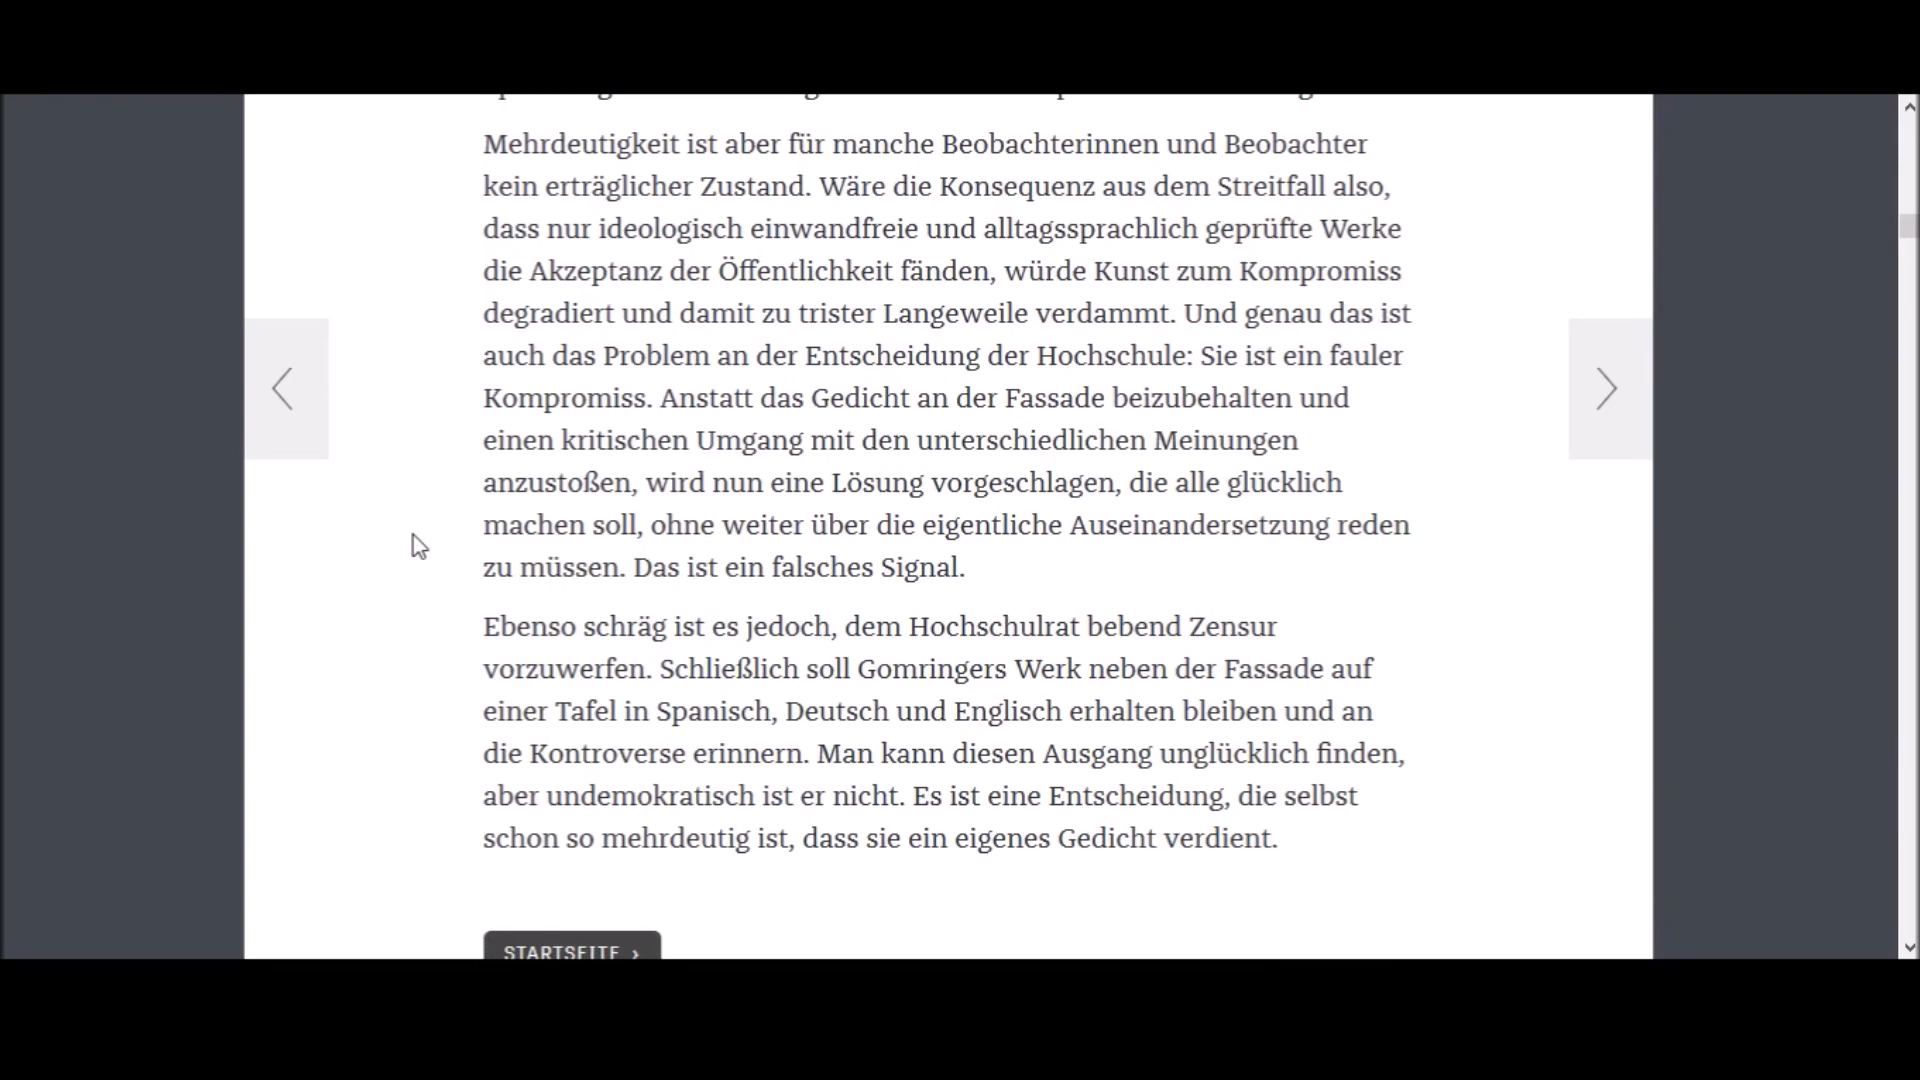 Mehrdeutigkeit ist aber für manche Beobachterinnen und Beobachter
kein erträglicher Zustand. Wäre die Konsequenz aus dem Streitfall also,
dass nur ideologisch einwandfreie und alltagssprachlich geprüfte Werke
die Akzeptanz der Öffentlichkeit fänden, würde Kunst zum Kompromiss
degradiert und damit zu trister Langeweile verdammt. Und genau das ist
auch das Problem an der Entscheidung der Hochschule: Sie ist ein fauler
Kompromiss. Anstatt das Gedicht an der Fassade beizubehalten und
einen kritischen Umgang mit den unterschiedlichen Meinungen
anzustoßen, wird nun eine Lösung vorgeschlagen, die alle glücklich
machen soll, ohne weiter über die eigentliche Auseinandersetzung reden
zu müssen. Das ist ein falsches Signal.
Ebenso schräg ist es jedoch, dem Hochschulrat bebend Zensur
vorzuwerfen. Schließlich soll Gomringers Werk neben der Fassade auf
einer Tafel in Spanisch, Deutsch und Englisch erhalten bleiben und an
die Kontroverse erinnern. Man kann diesen Ausgang unglücklich finden,
aber undemokratisch ist er nicht. Es ist eine Entscheidung, die selbst
schon so mehrdeutig ist, dass sie ein eigenes Gedicht verdient.
STARTSEITE ›